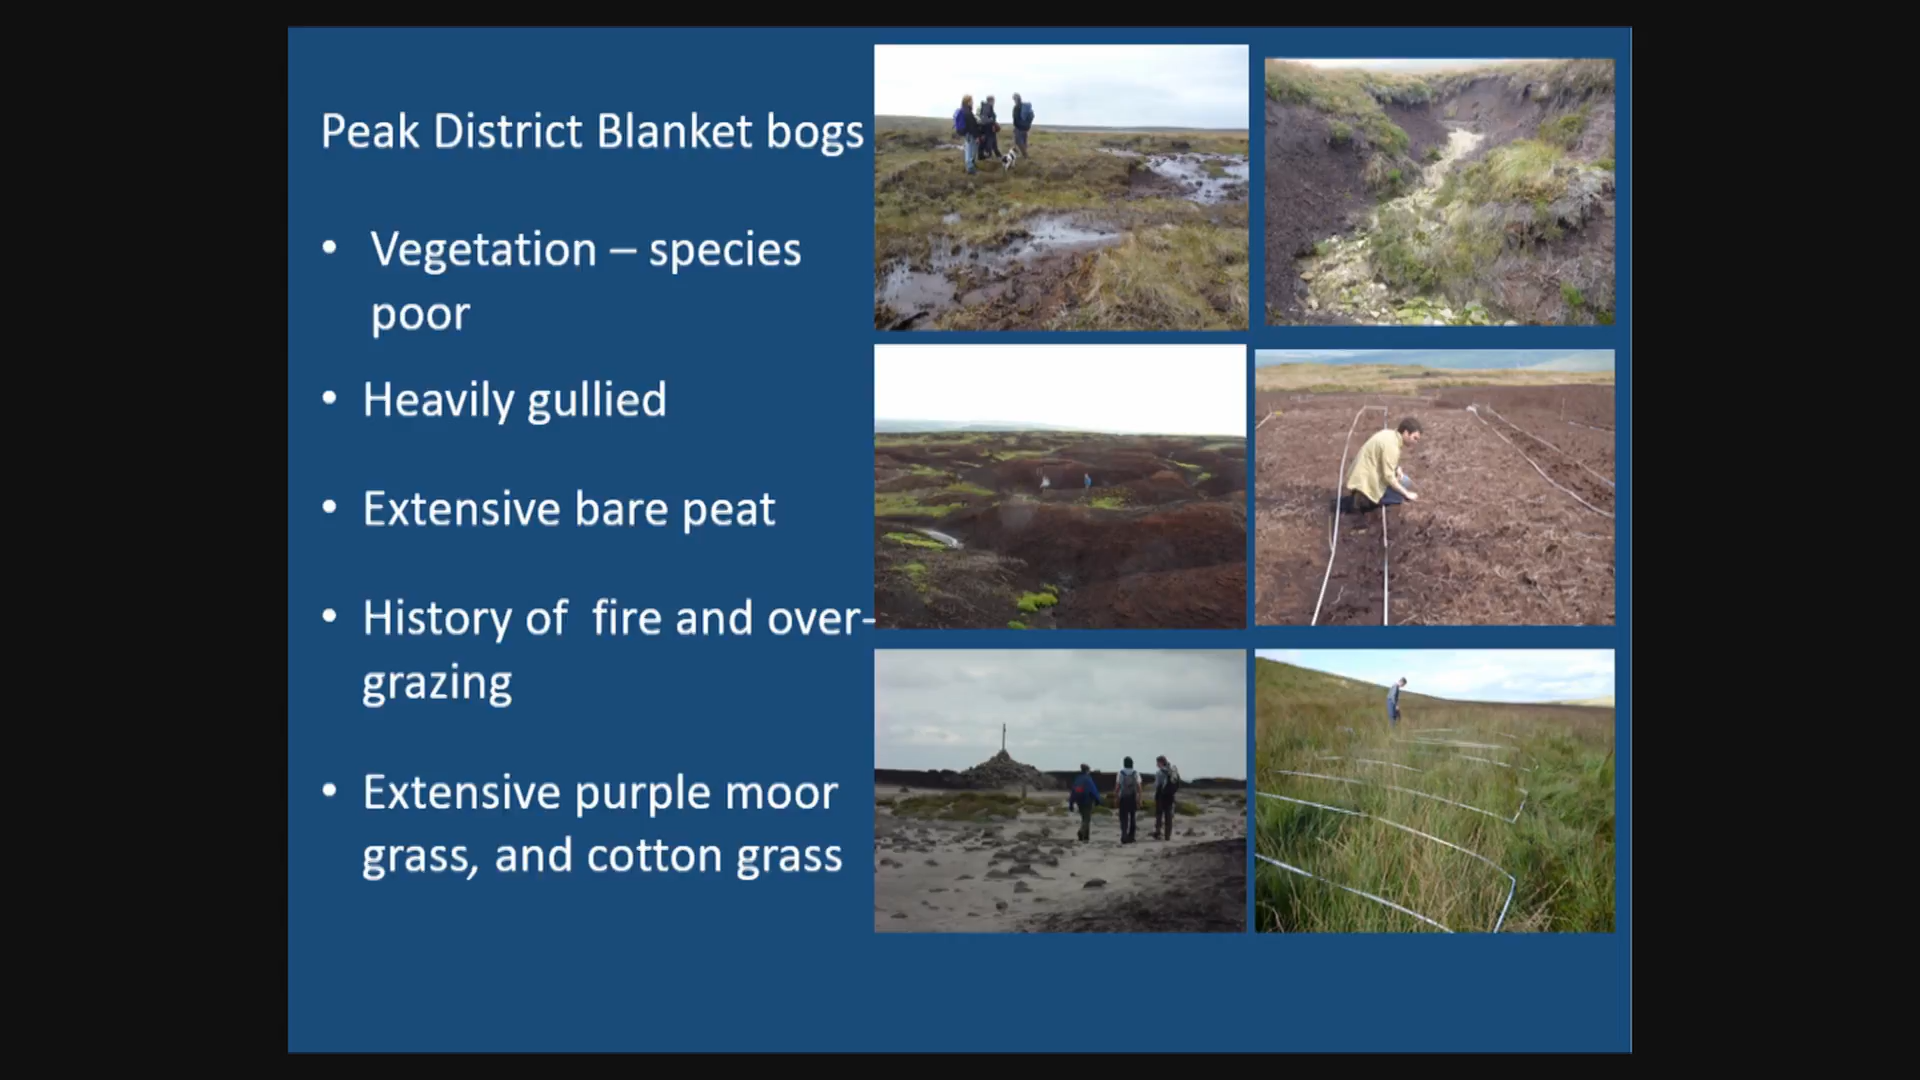 Peak District Blanket bogs
• Vegetation – species
poor
• Heavily gullied
• Extensive bare peat
• History of  fire and over-
grazing
• Extensive purple moor
grass, and cotton grass